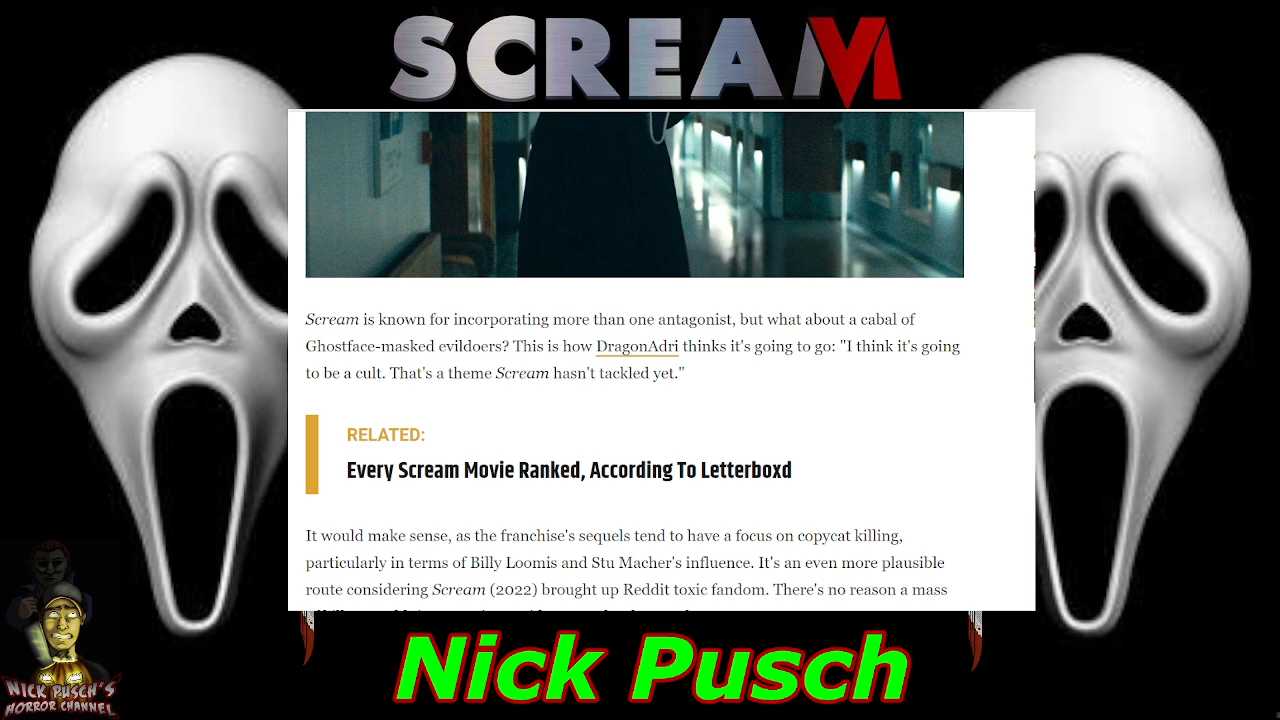 SCREAM
Scream is known for incorporating more than one antagonist, but what about a cabal of
Ghostface-masked evildoers? This is how DragonAdri thinks it's going to go: "I think it's going
to be a cult. That's a theme Scream hasn't tackled yet."
RELATED:
Every Scream Movie Ranked, According To Letterboxd
It would make sense, as the franchise's sequels tend to have a focus on copycat killing,
particularly in terms of Billy Loomis and Stu Macher's influence. It's an even more plausible
route considering Scream (2022) brought up Reddit toxic fandom. There's no reason a mass
Nick Pusch
NICK PUSCH'S
HORROR CHANNEL